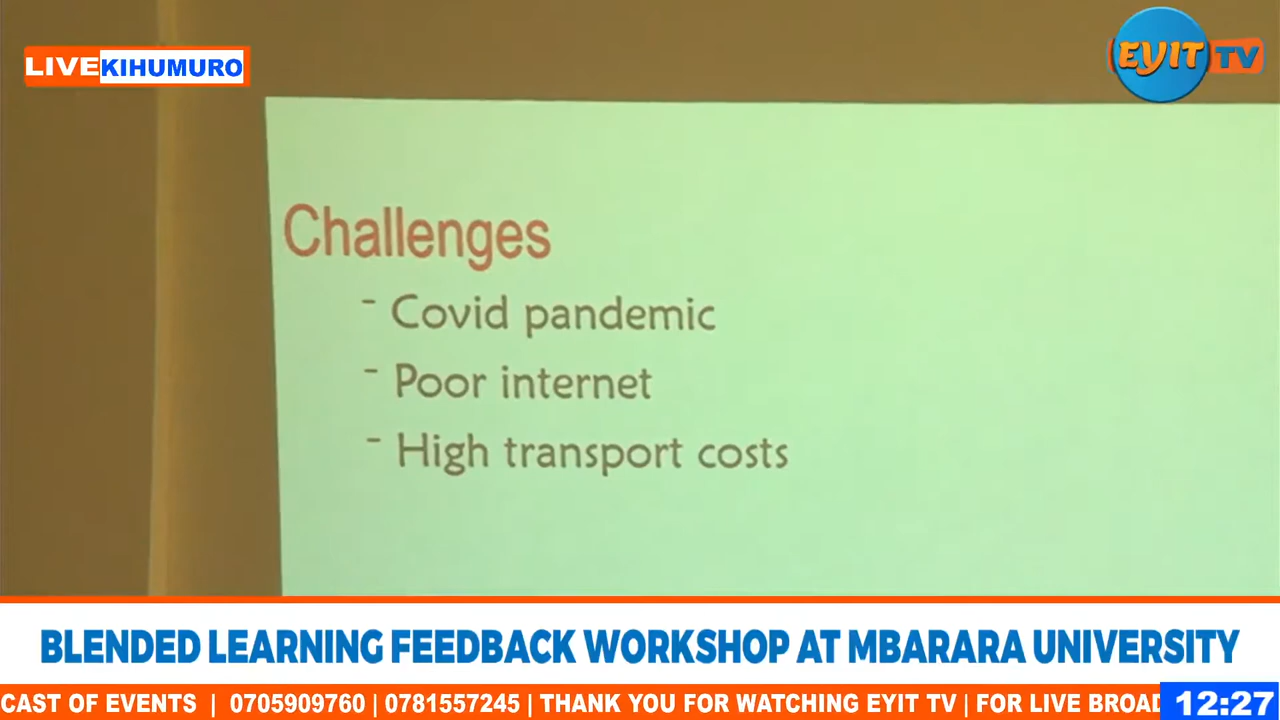 LIVE KIHUMURO
EYIT TV
Challenges
- Covid pandemic
- Poor internet
- High transport costs
BLENDED LEARNING FEEDBACK WORKSHOP AT MBARARA UNIVERSITY
CAST OF EVENTS | 0705909760 | 0781557245 | THANK YOU FOR WATCHING EYIT TV | FOR LIVE BROAD
12:27